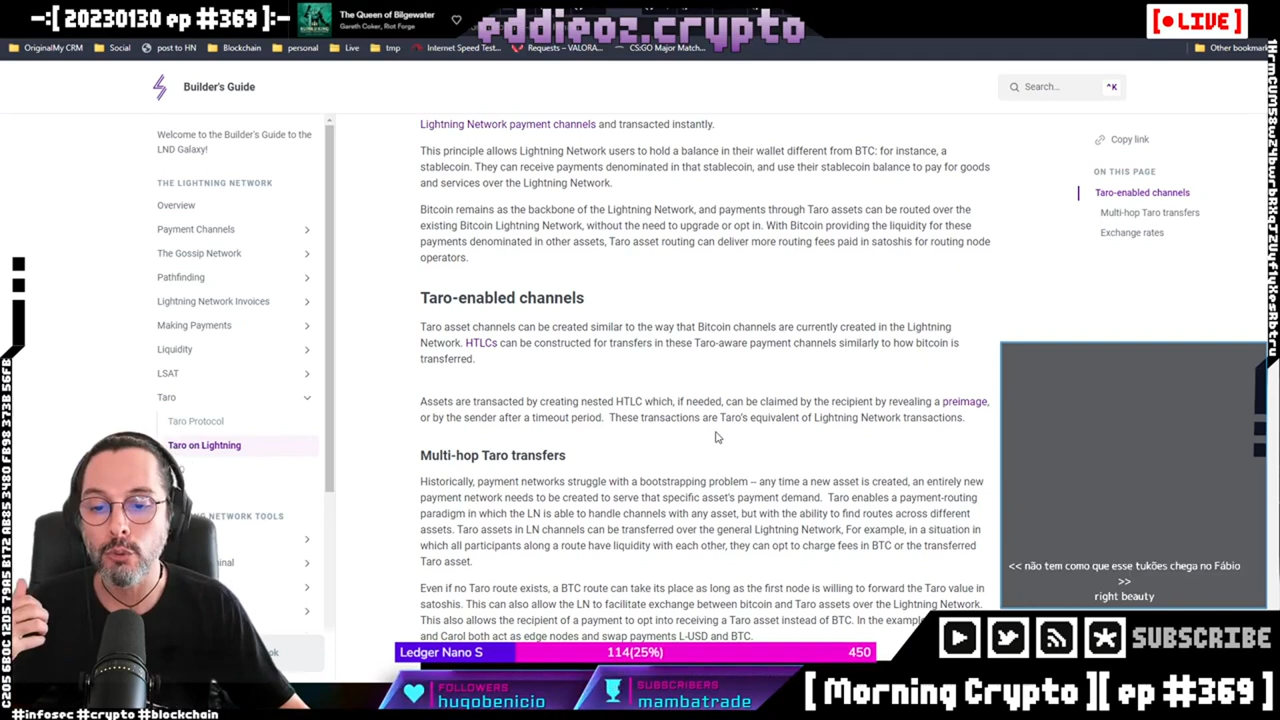 -:[ 20230130 ep #369 ]:-
The Queen of Bilgewater
Gareth Coker, Riot Forge
eddieoz.crypto
[ • LIVE ]
OriginalMy CRM
Social
post to HN
Blockchain
personal
Live
tmp
Internet Speed Test...
Requests – VALORA...
CS:GO Major Match...
Other bookmark
Builder's Guide
Search...
^K
Welcome to the Builder's Guide to the
LND Galaxy!
THE LIGHTNING NETWORK
Overview
Payment Channels
The Gossip Network
Pathfinding
Lightning Network Invoices
Making Payments
Liquidity
LSAT
Taro
Taro Protocol
Taro on Lightning
NG NETWORK TOOLS
Lightning Network payment channels and transacted instantly.
This principle allows Lightning Network users to hold a balance in their wallet different from BTC: for instance, a
stablecoin. They can receive payments denominated in that stablecoin, and use their stablecoin balance to pay for goods
and services over the Lightning Network.
Bitcoin remains as the backbone of the Lightning Network, and payments through Taro assets can be routed over the
existing Bitcoin Lightning Network, without the need to upgrade or opt in. With Bitcoin providing the liquidity for these
payments denominated in other assets, Taro asset routing can deliver more routing fees paid in satoshis for routing node
operators.
Taro-enabled channels
Taro asset channels can be created similar to the way that Bitcoin channels are currently created in the Lightning
Network. HTLCs can be constructed for transfers in these Taro-aware payment channels similarly to how bitcoin is
transferred.
Assets are transacted by creating nested HTLC which, if needed, can be claimed by the recipient by revealing a preimage,
or by the sender after a timeout period. These transactions are Taro's equivalent of Lightning Network transactions.
Multi-hop Taro transfers
Historically, payment networks struggle with a bootstrapping problem – any time a new asset is created, an entirely new
payment network needs to be created to serve that specific asset's payment demand. Taro enables a payment-routing
paradigm in which the LN is able to handle channels with any asset, but with the ability to find routes across different
assets. Taro assets in LN channels can be transferred over the general Lightning Network, For example, in a situation in
which all participants along a route have liquidity with each other, they can opt to charge fees in BTC or the transferred
Taro asset.
Even if no Taro route exists, a BTC route can take its place as long as the first node is willing to forward the Taro value in
satoshis. This can also allow the LN to facilitate exchange between bitcoin and Taro assets over the Lightning Network.
This also allows the recipient of a payment to opt into receiving a Taro asset instead of BTC. In the example
and Carol both act as edge nodes and swap payments L-USD and BTC.
Copy link
ON THIS PAGE
Taro-enabled channels
Multi-hop Taro transfers
Exchange rates
<< não tem como que esse tukões chega no Fábio
>>
right beauty
Ledger Nano S
114(25%)
450
FOLLOWERS
hugobenicio
SUBSCRIBERS
mambatrade
SUBSCRIBE
[ Morning Crypto ][ ep #369 ]
#infosec #crypto #blockchain